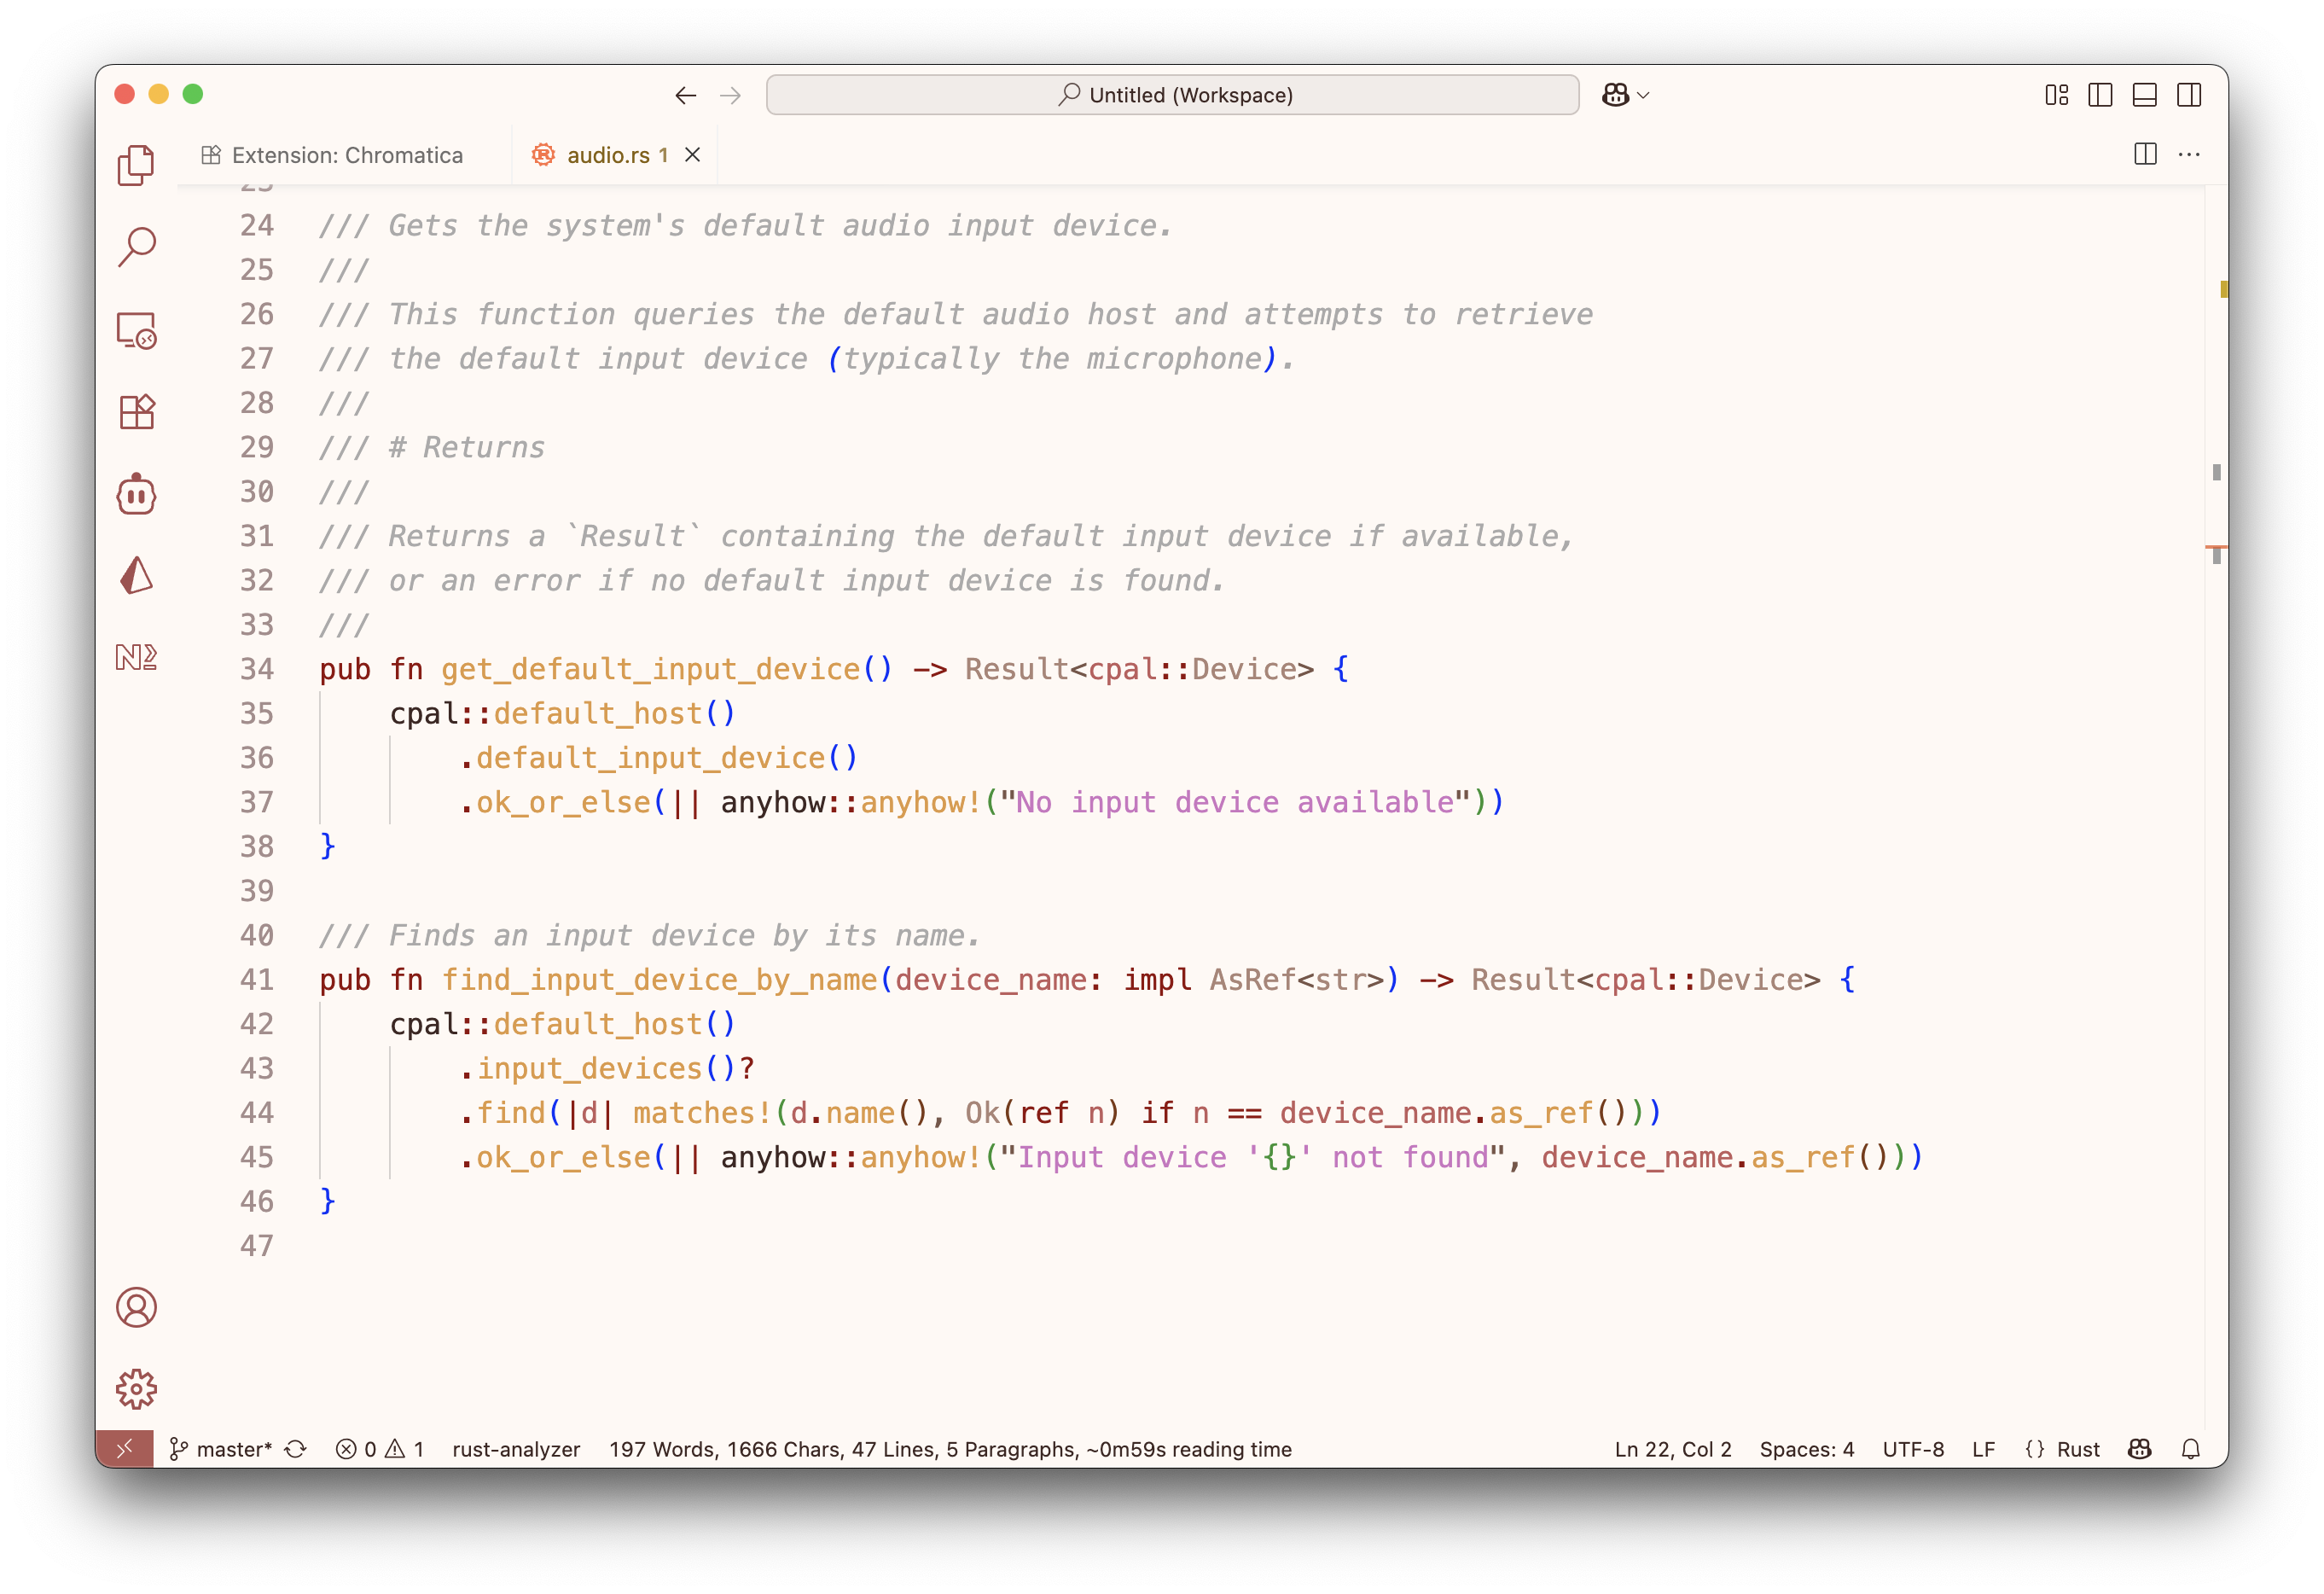 Untitled (Workspace)
Extension: Chromatica
audio.rs 1
23
24 /// Gets the system's default audio input device.
25 ///
26 /// This function queries the default audio host and attempts to retrieve
27 /// the default input device (typically the microphone).
28 ///
29 /// # Returns
30 ///
31 /// Returns a `Result` containing the default input device if available,
32 /// or an error if no default input device is found.
33 ///
34 pub fn get_default_input_device() -> Result<cpal::Device> {
35     cpal::default_host()
36         .default_input_device()
37         .ok_or_else(|| anyhow::anyhow!("No input device available"))
38 }
39
40 /// Finds an input device by its name.
41 pub fn find_input_device_by_name(device_name: impl AsRef<str>) -> Result<cpal::Device> {
42     cpal::default_host()
43         .input_devices()?
44         .find(|d| matches!(d.name(), Ok(ref n) if n == device_name.as_ref()))
45         .ok_or_else(|| anyhow::anyhow!("Input device '{}' not found", device_name.as_ref()))
46 }
47
master* 0 1 rust-analyzer 197 Words, 1666 Chars, 47 Lines, 5 Paragraphs, ~0m59s reading time Ln 22, Col 2 Spaces: 4 UTF-8 LF {} Rust